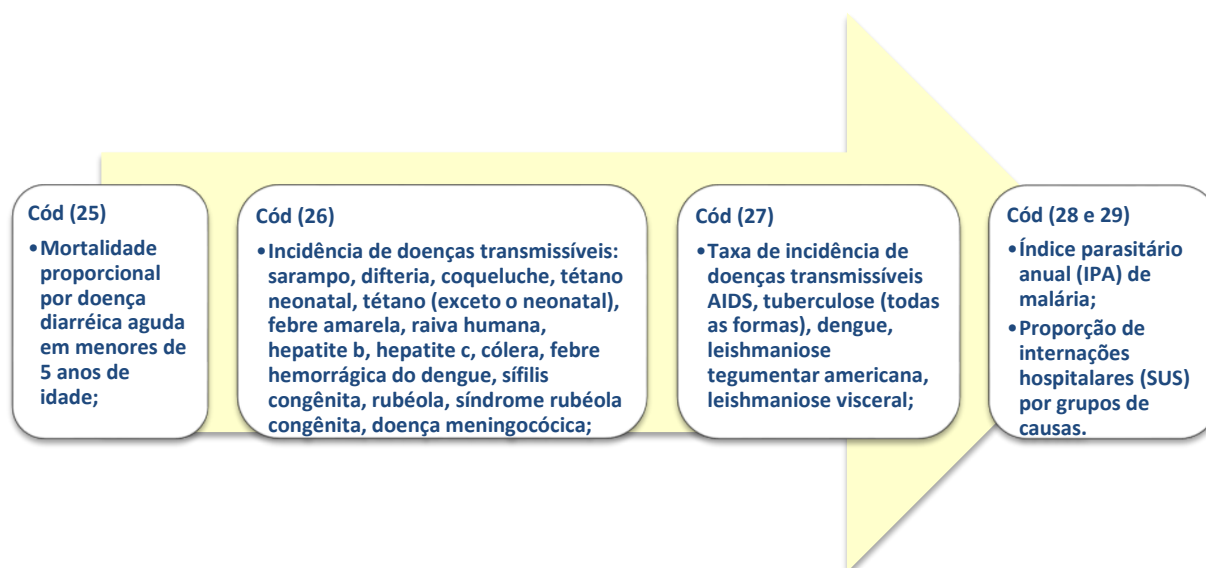 Cód (25)
•Mortalidade
proporcional
por doença
diarréica aguda
em menores de
5 anos de
idade;
Cód (26)
•Incidência de doenças transmissíveis:
sarampo, difteria, coqueluche, tétano
neonatal, tétano (exceto o neonatal),
febre amarela, raiva humana,
hepatite b, hepatite c, cólera, febre
hemorrágica do dengue, sífilis
congênita, rubéola, síndrome rubéola
congênita, doença meningocócica;
Cód (27)
•Taxa de incidência de
doenças transmissíveis
AIDS, tuberculose (todas
as formas), dengue,
leishmaniose
tegumentar americana,
leishmaniose visceral;
Cód (28 e 29)
•Índice parasitário
anual (IPA) de
malária;
•Proporção de
internações
hospitalares (SUS)
por grupos de
causas.